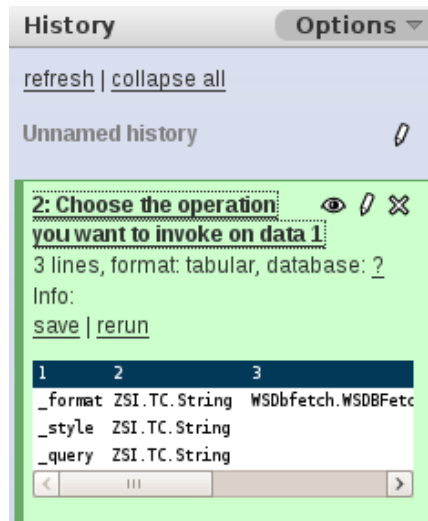 History Options
refresh | collapse all
Unnamed history
2: Choose the operation
you want to invoke on data 1
3 lines, format: tabular, database: ?
Info:
save | rerun
1 2 3
_format ZSI.TC.String WSDbfetch.WSDBFetc
_style ZSI.TC.String
_query ZSI.TC.String